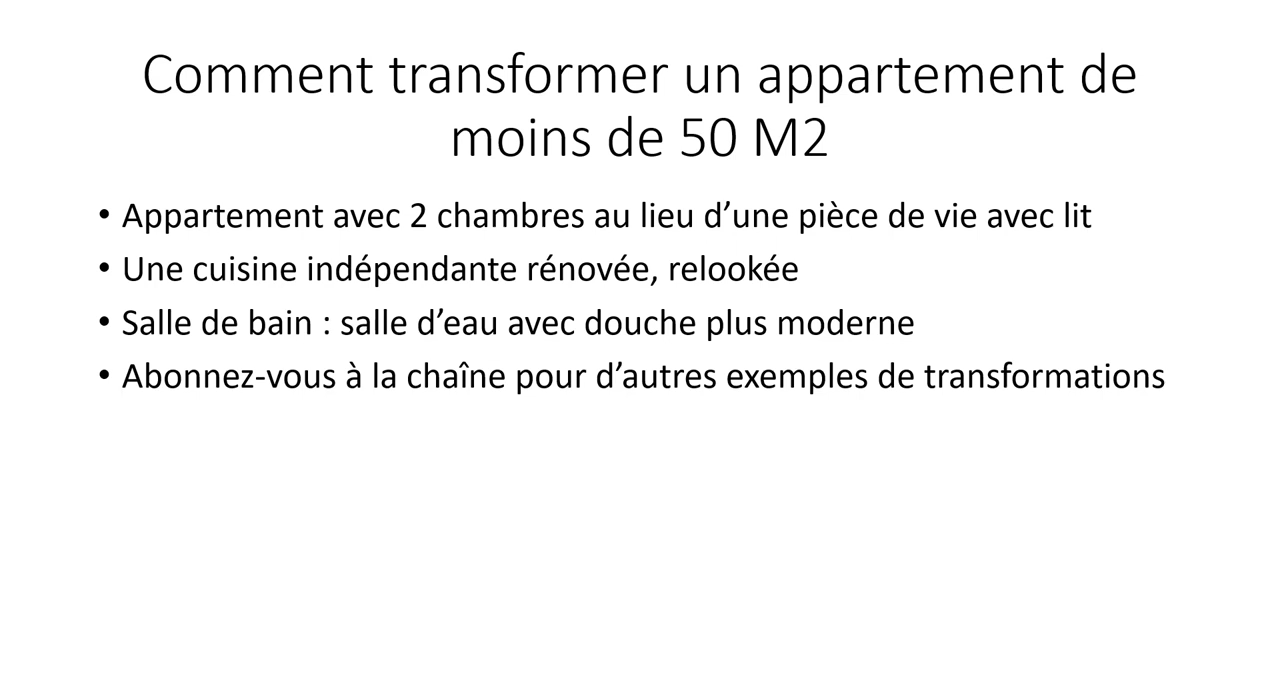 Comment transformer un appartement de
moins de 50 M2
• Appartement avec 2 chambres au lieu d’une pièce de vie avec lit
• Une cuisine indépendante rénovée, relookée
• Salle de bain : salle d’eau avec douche plus moderne
• Abonnez-vous à la chaîne pour d’autres exemples de transformations